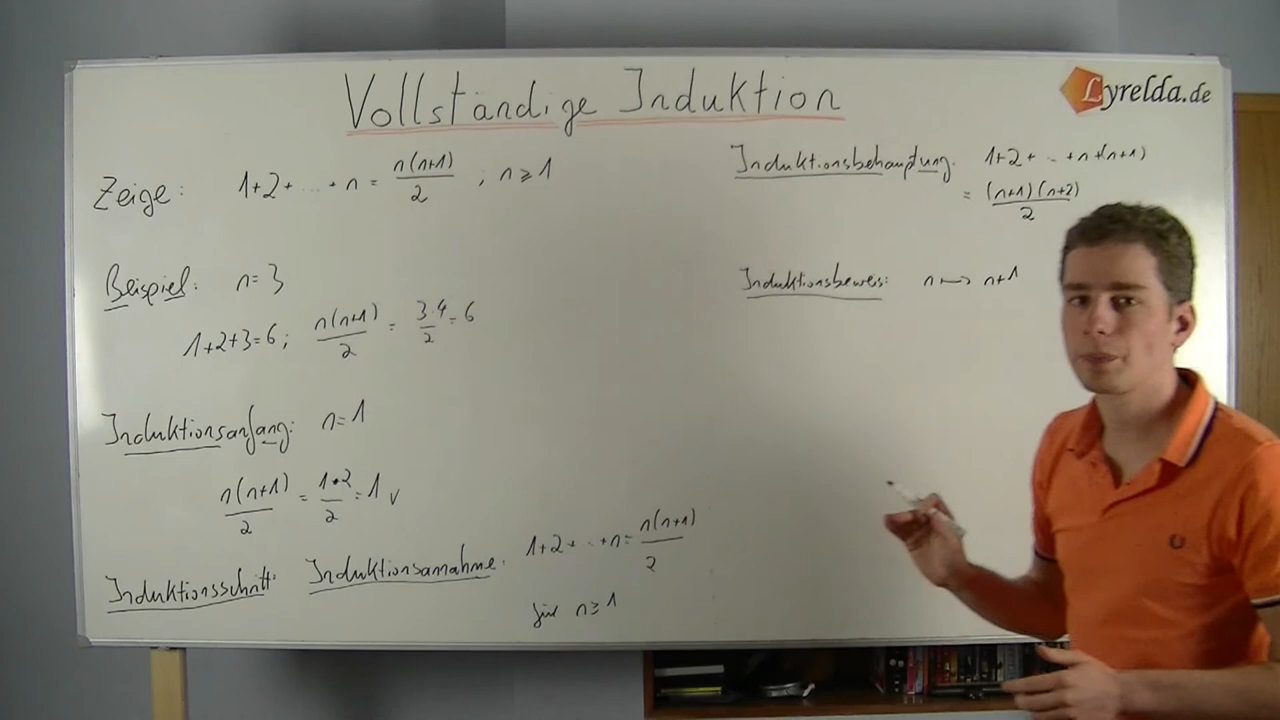 Vollständige Induktion
Lyrelda.de
Zeige: 1+2+...+n = n(n+1)/2 ; n ≥ 1
Beispiel: n=3
1+2+3=6; n(n+1)/2 = 3·4/2 = 6
Induktionsanfang: n=1
n(n+1)/2 = 1·2/2 = 1 ✓
Induktionsschritt: Induktionsannahme: 1+2+...+n = n(n+1)/2
für n≥1
Induktionsbehauptung: 1+2+...+n+(n+1)
= (n+1)(n+2)/2
Induktionsbeweis: n ↦ n+1